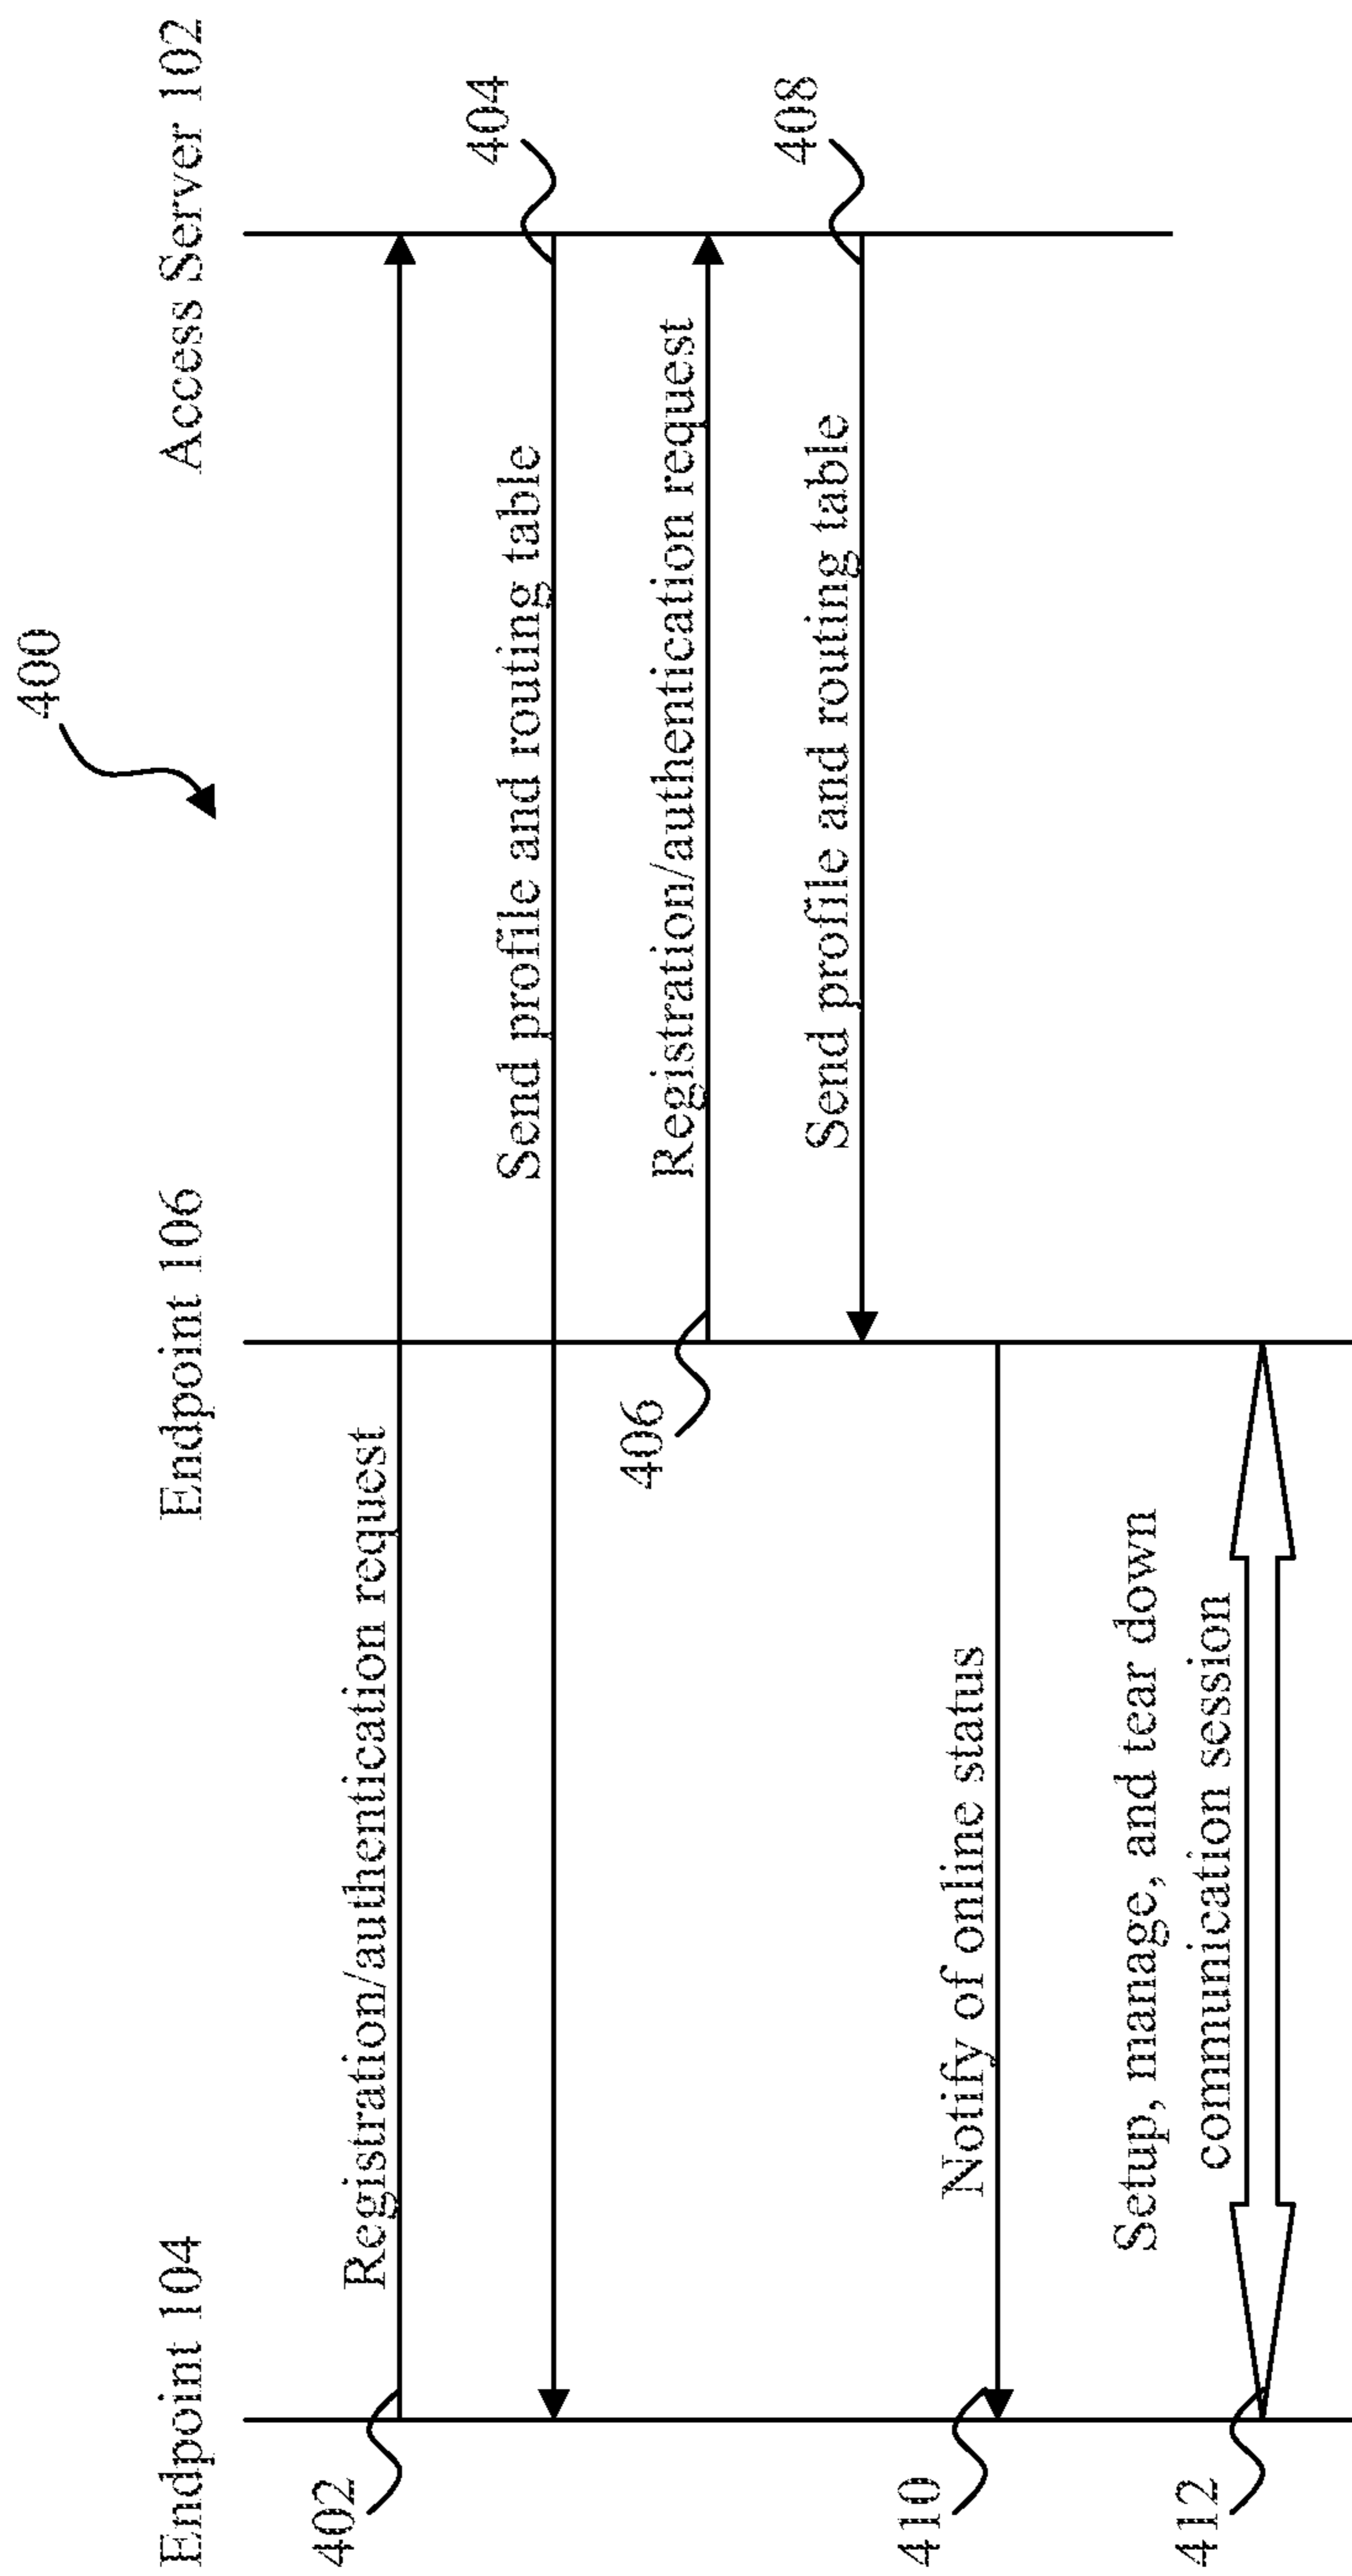 400
Endpoint 104
Endpoint 106
Access Server 102
402
Registration/authentication request
404
Send profile and routing table
406
Registration/authentication request
408
Send profile and routing table
410
Notify of online status
412
Setup, manage, and tear down
communication session